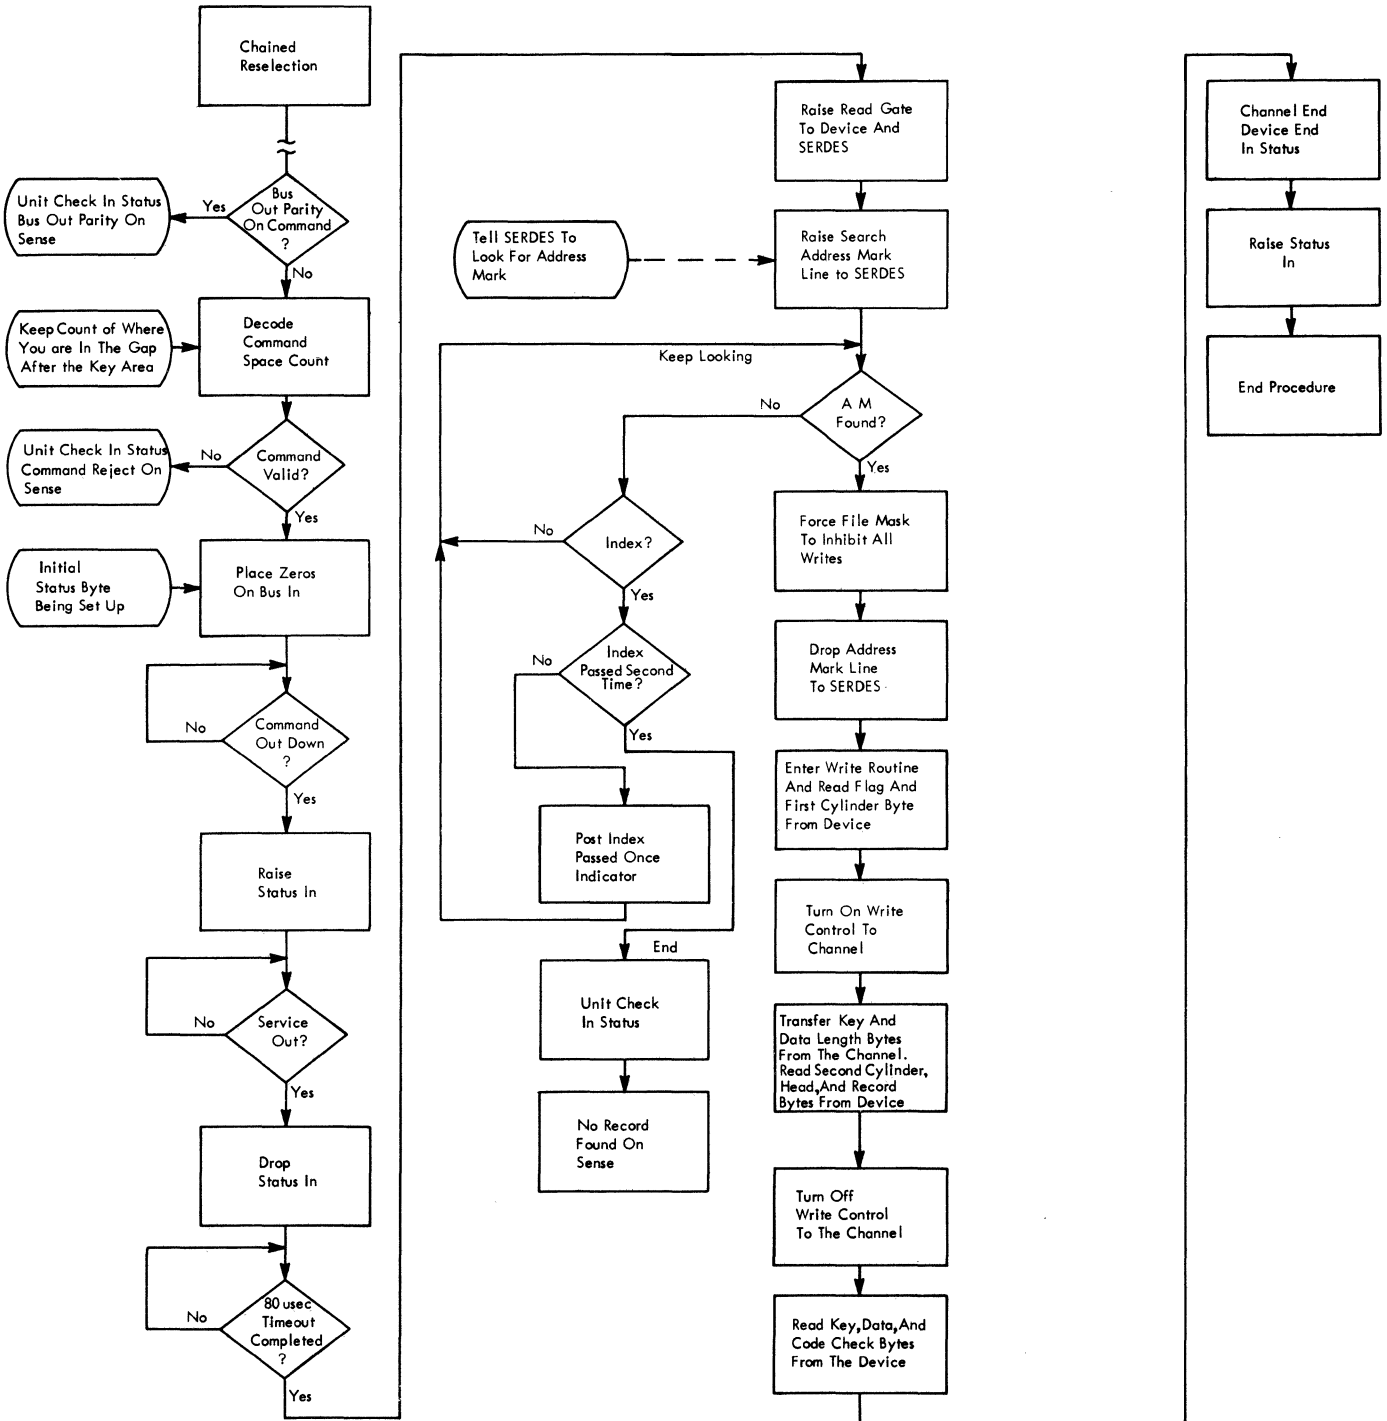 Chained
Reselection
Bus
Out Parity
On Command
?
Yes
Unit Check In Status
Bus Out Parity On
Sense
No
Keep Count of Where
You are In The Gap
After the Key Area
Decode
Command
Space Count
Command
Valid?
No
Unit Check In Status
Command Reject On
Sense
Yes
Initial
Status Byte
Being Set Up
Place Zeros
On Bus In
Command
Out Down
?
No
Yes
Raise
Status In
Service
Out?
No
Yes
Drop
Status In
80 usec
Timeout
Completed
?
No
Yes
Raise Read Gate
To Device And
SERDES
Tell SERDES To
Look For Address
Mark
Raise Search
Address Mark
Line to SERDES
Keep Looking
A M
Found?
No
Yes
Index?
No
Yes
Index
Passed Second
Time?
No
Yes
Post Index
Passed Once
Indicator
End
Unit Check
In Status
No Record
Found On
Sense
Force File Mask
To Inhibit All
Writes
Drop Address
Mark Line
To SERDES
Enter Write Routine
And Read Flag And
First Cylinder Byte
From Device
Turn On Write
Control To
Channel
Transfer Key And
Data Length Bytes
From The Channel.
Read Second Cylinder,
Head,And Record
Bytes From Device
Turn Off
Write Control
To The Channel
Read Key,Data,And
Code Check Bytes
From The Device
Channel End
Device End
In Status
Raise Status
In
End Procedure